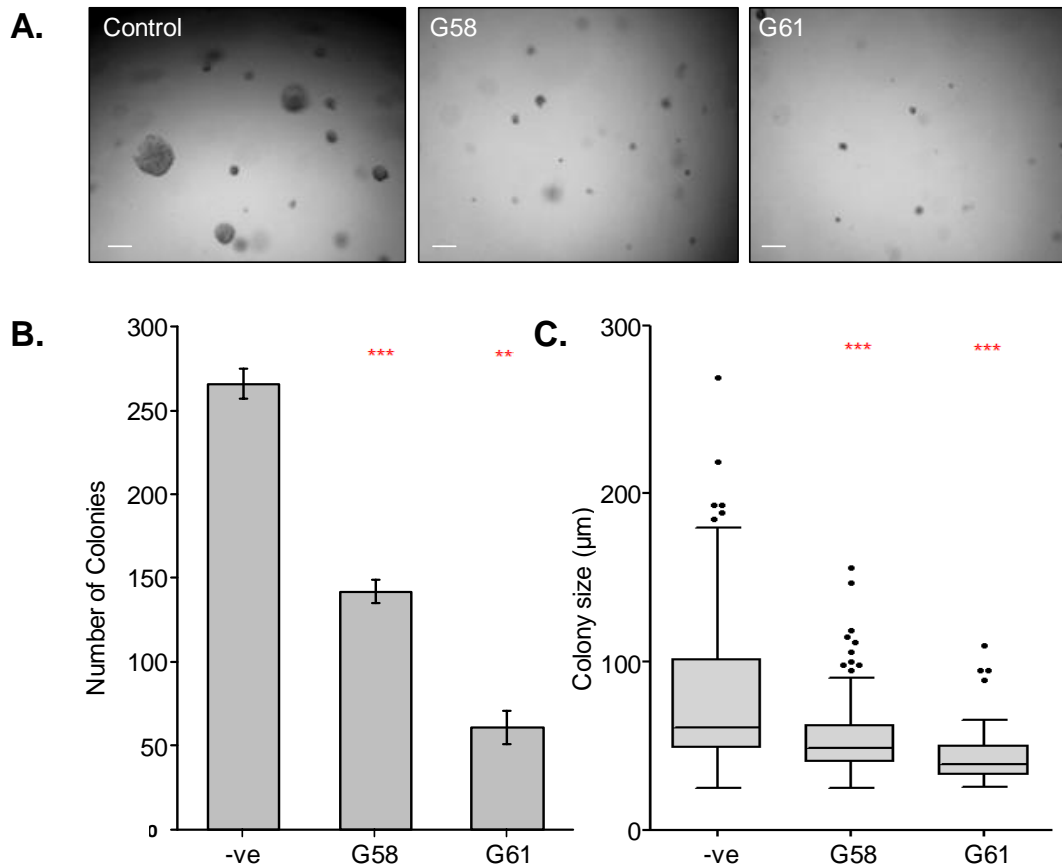 A.
Control
G58
G61
B.
Number of Colonies
300
250
200
150
100
50
0
***
**
-ve
G58
G61
C.
Colony size (µm)
300
200
100
0
***
***
-ve
G58
G61